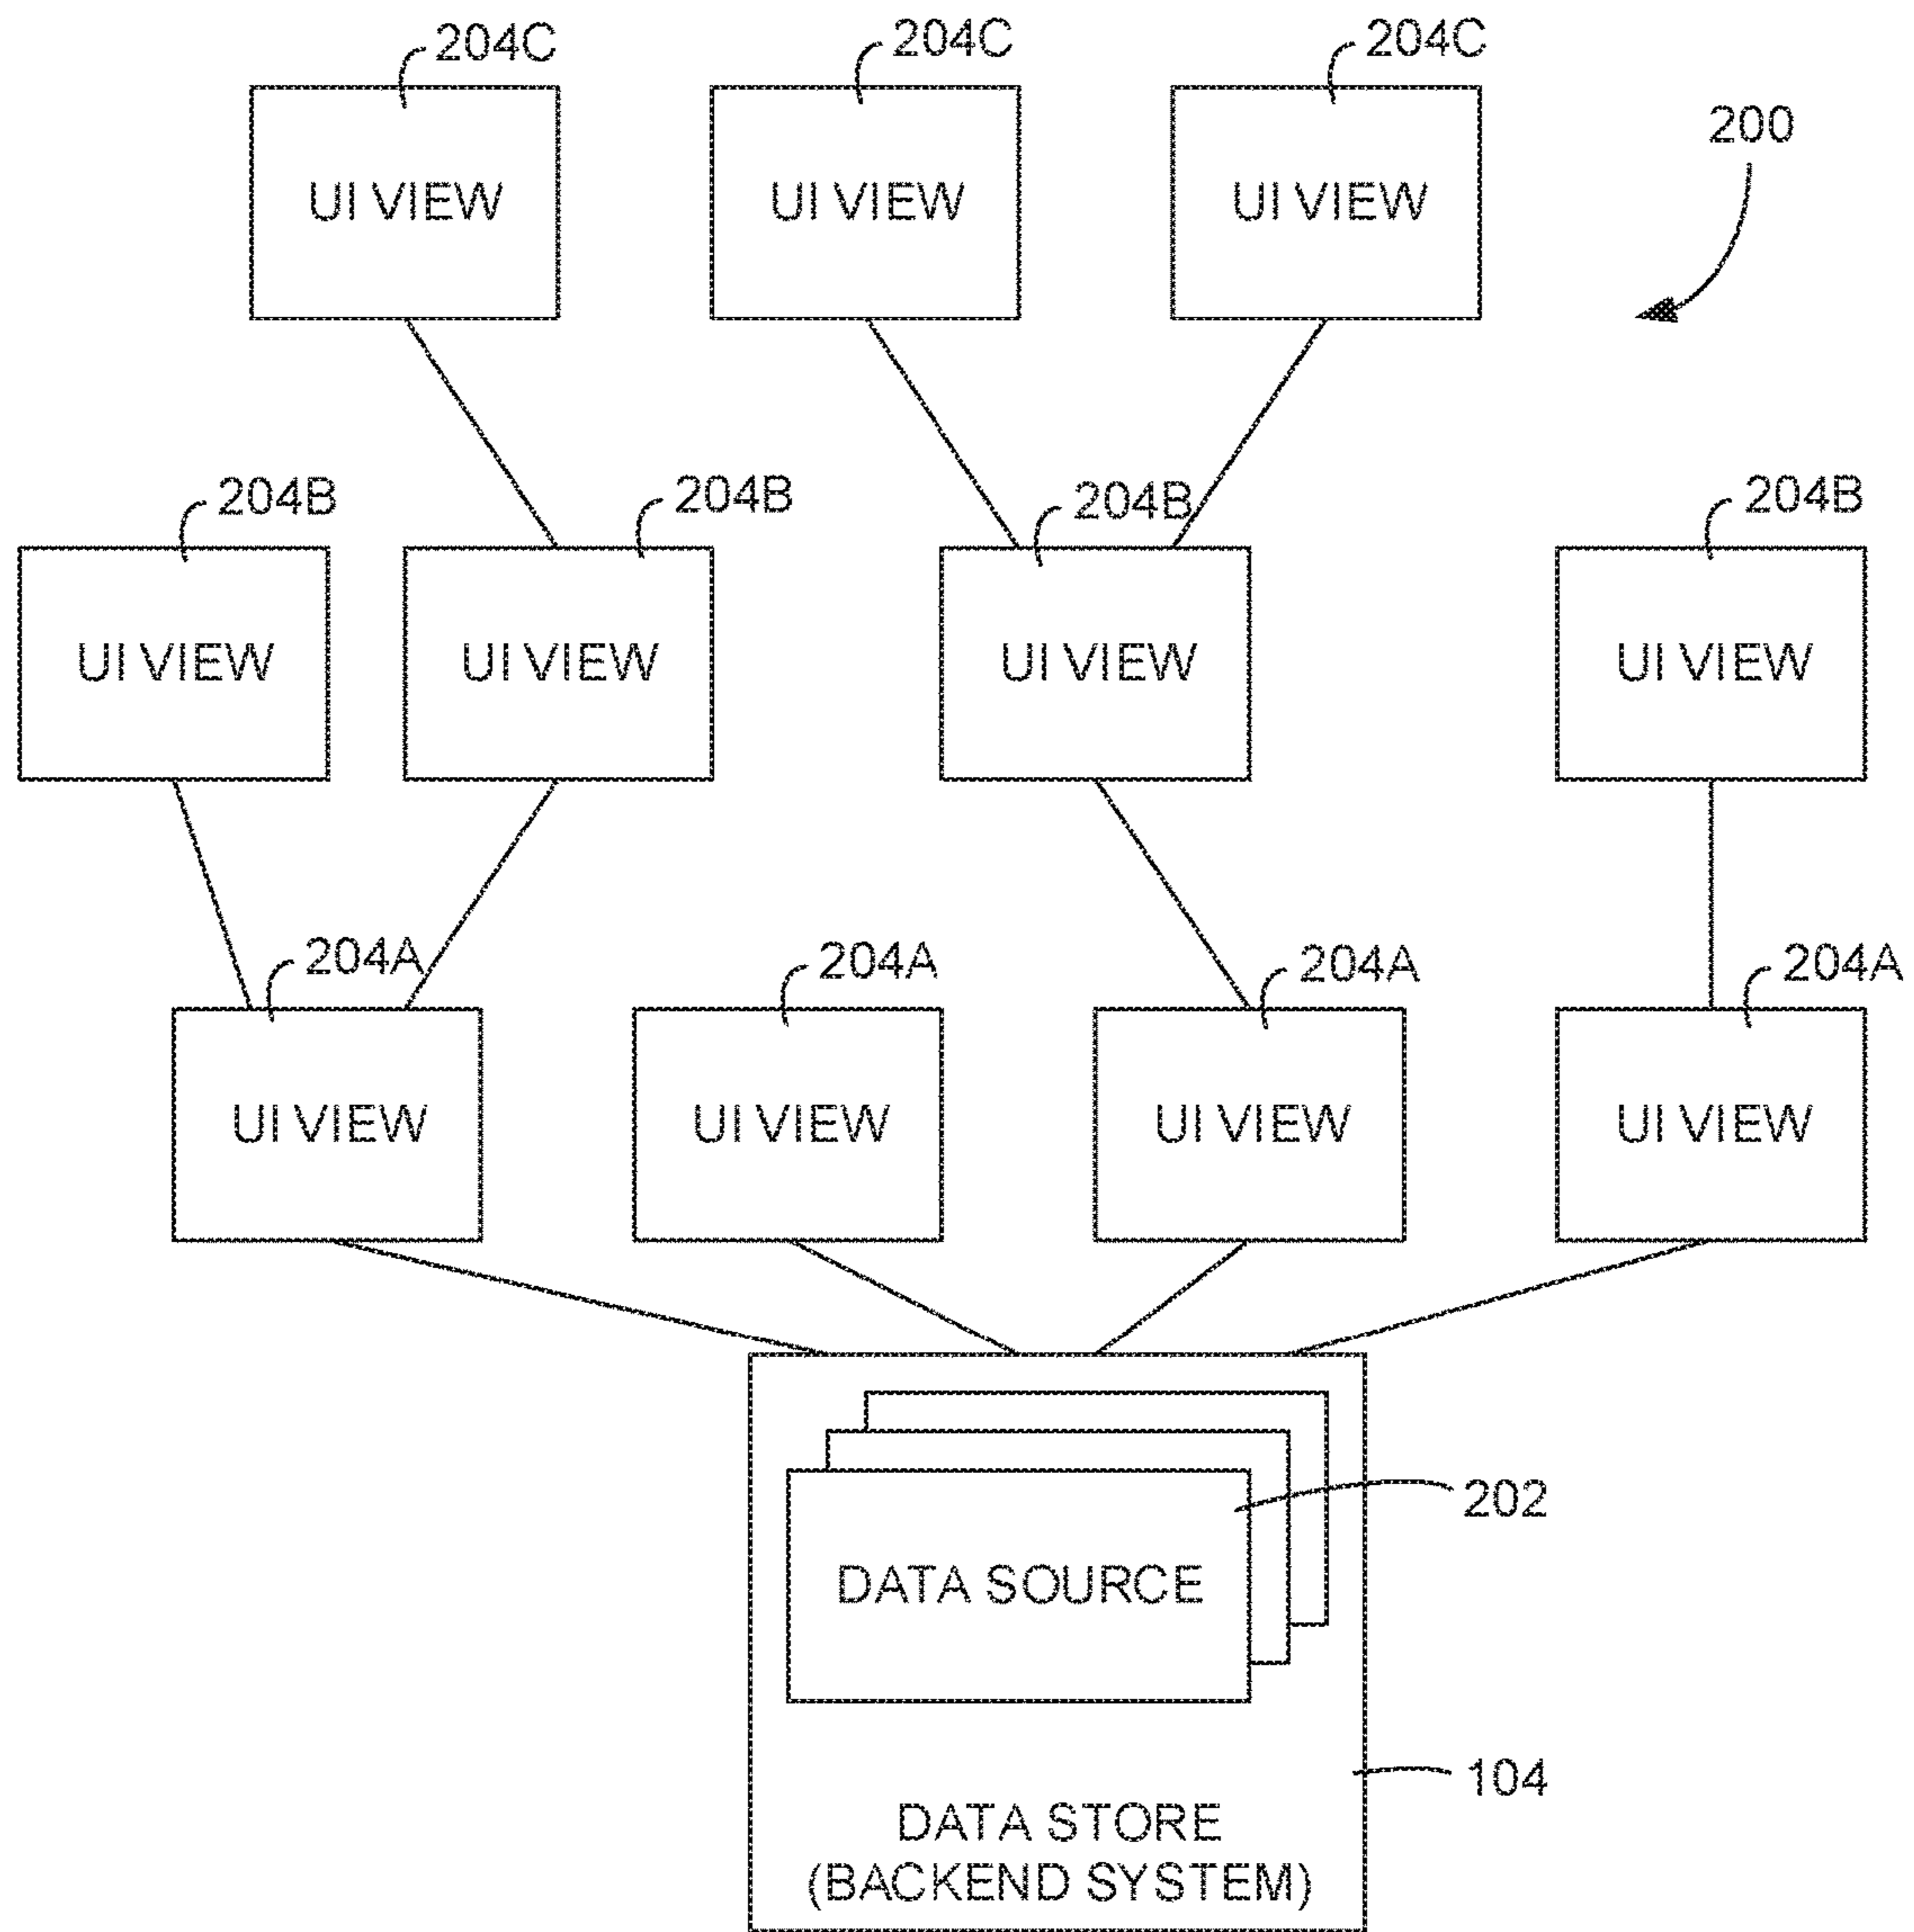 204C
204C
204C
200
UI VIEW
UI VIEW
UI VIEW
204B
204B
204B
204B
UI VIEW
UI VIEW
UI VIEW
UI VIEW
204A
204A
204A
204A
UI VIEW
UI VIEW
UI VIEW
UI VIEW
202
DATA SOURCE
104
DATA STORE
(BACKEND SYSTEM)